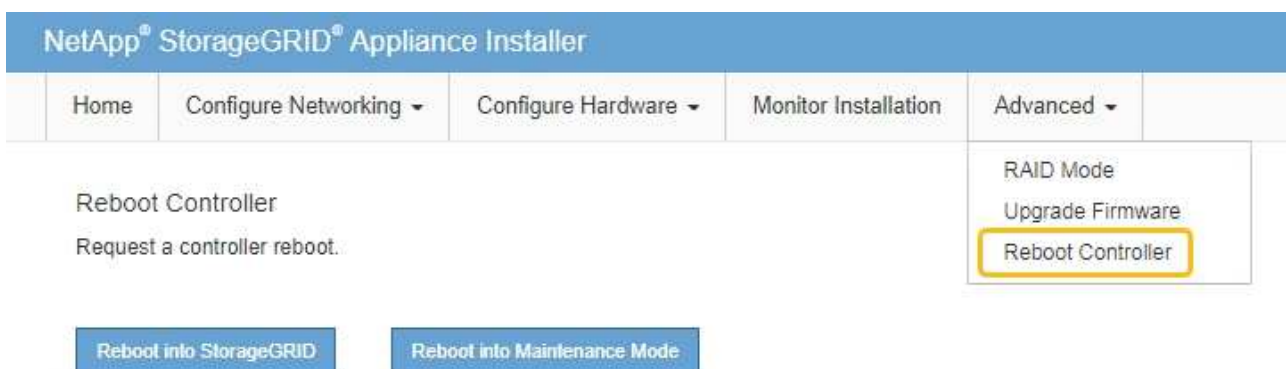 NetApp® StorageGRID® Appliance Installer
Home Configure Networking Configure Hardware Monitor Installation Advanced
RAID Mode
Upgrade Firmware
Reboot Controller
Reboot Controller
Request a controller reboot.
Reboot into StorageGRID Reboot into Maintenance Mode